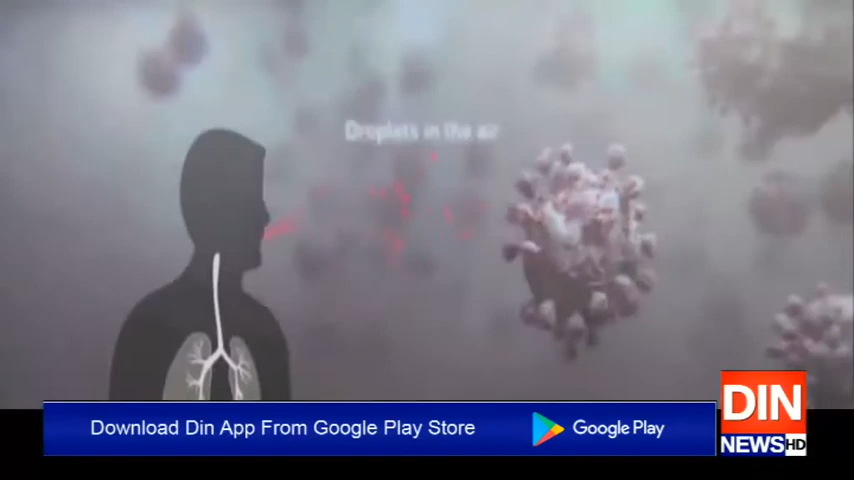 Droplets in the air
Download Din App From Google Play Store
Google Play
DIN
NEWS HD